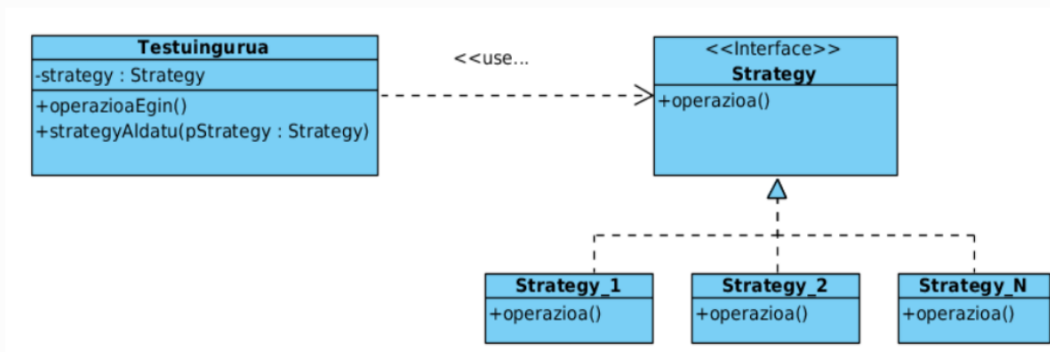 Testuingurua
-strategy : Strategy
+operazioaEgin()
+strategyAldatu(pStrategy : Strategy)
<<use...
<<Interface>>
Strategy
+operazioa()
Strategy_1
+operazioa()
Strategy_2
+operazioa()
Strategy_N
+operazioa()